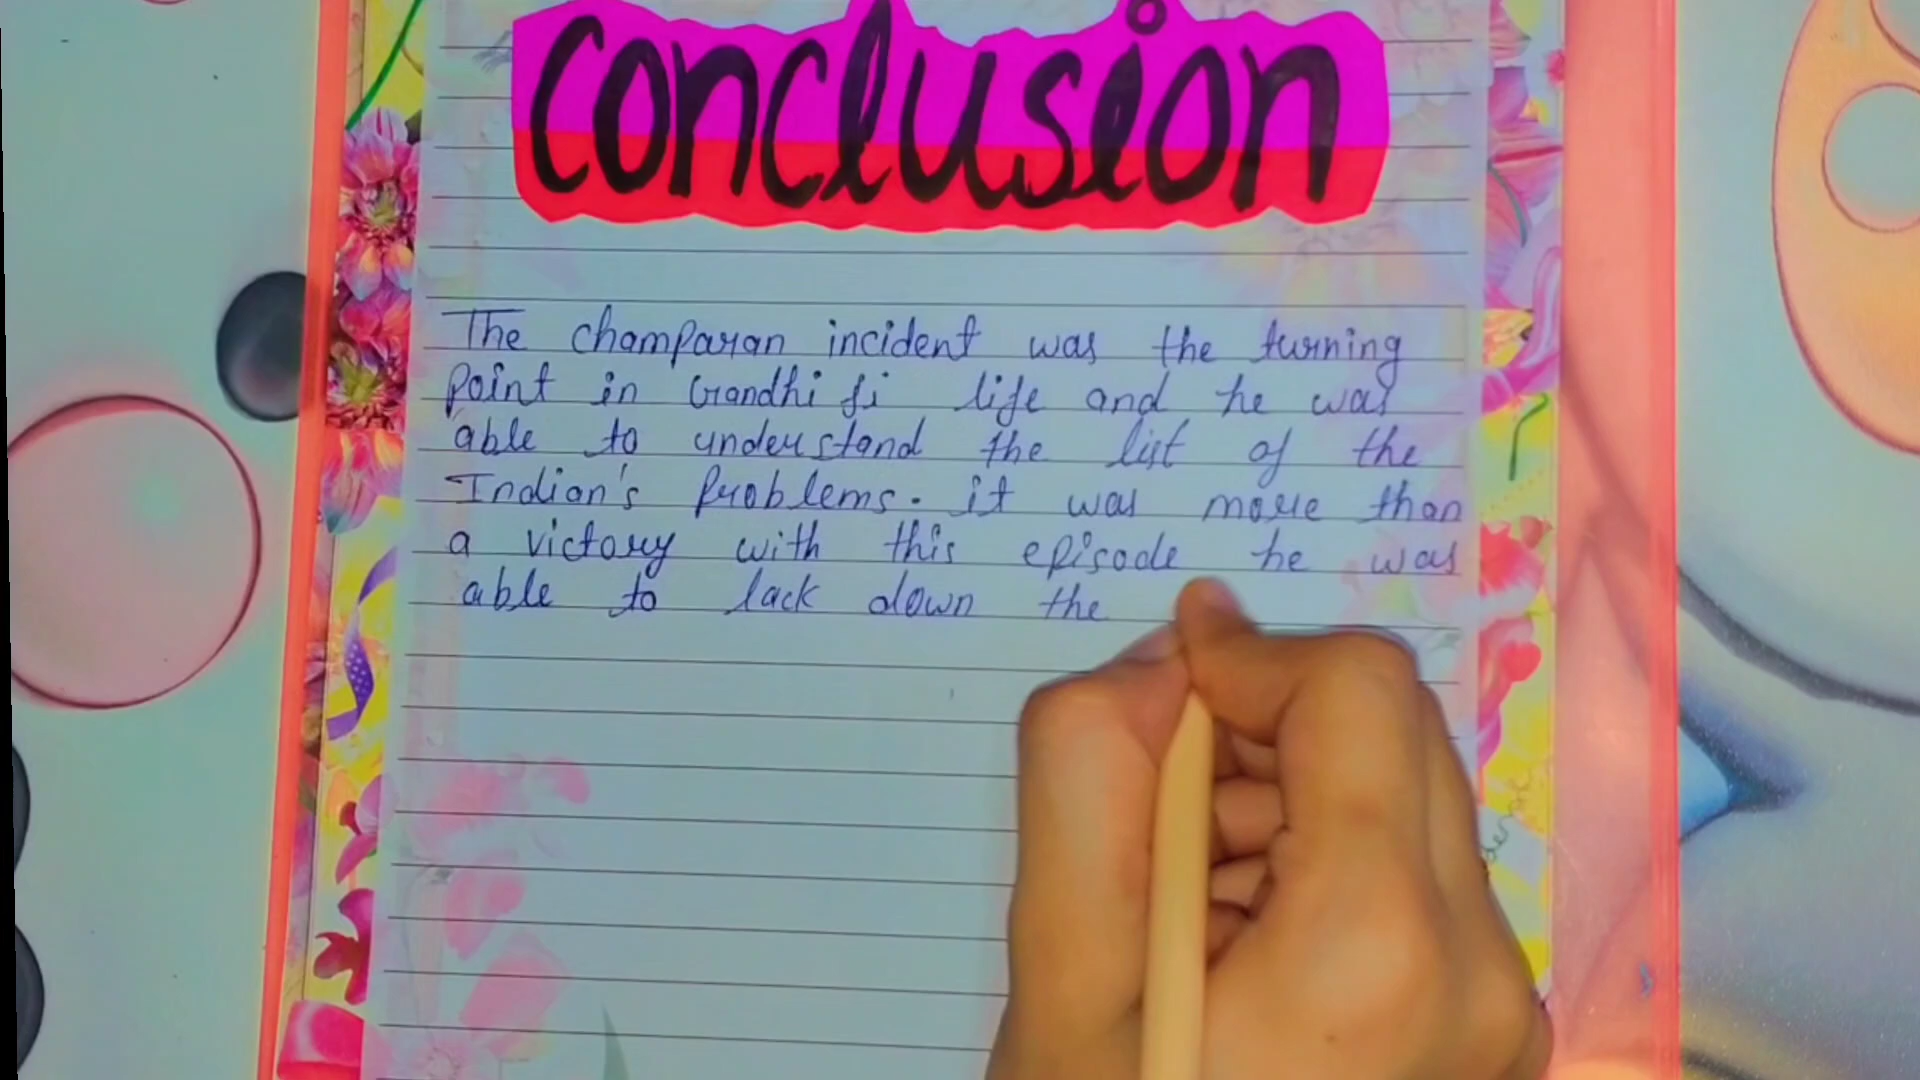 conclusion
The champaran incident was the turning
point in Gandhi ji life and he was
able to understand the list of the
Indian's problems. it was more than
a victory with this episode he was
able to lack down the